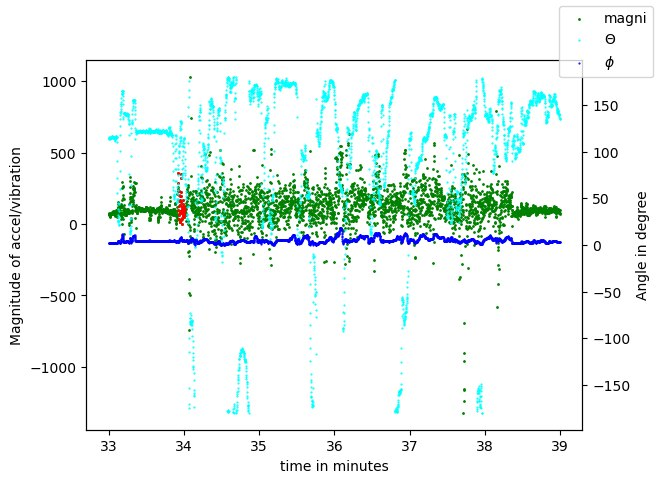 magni
Θ
ϕ
1000
500
0
−500
−1000
150
100
50
0
−50
−100
−150
Magnitude of accel/vibration
Angle in degree
33 34 35 36 37 38 39
time in minutes